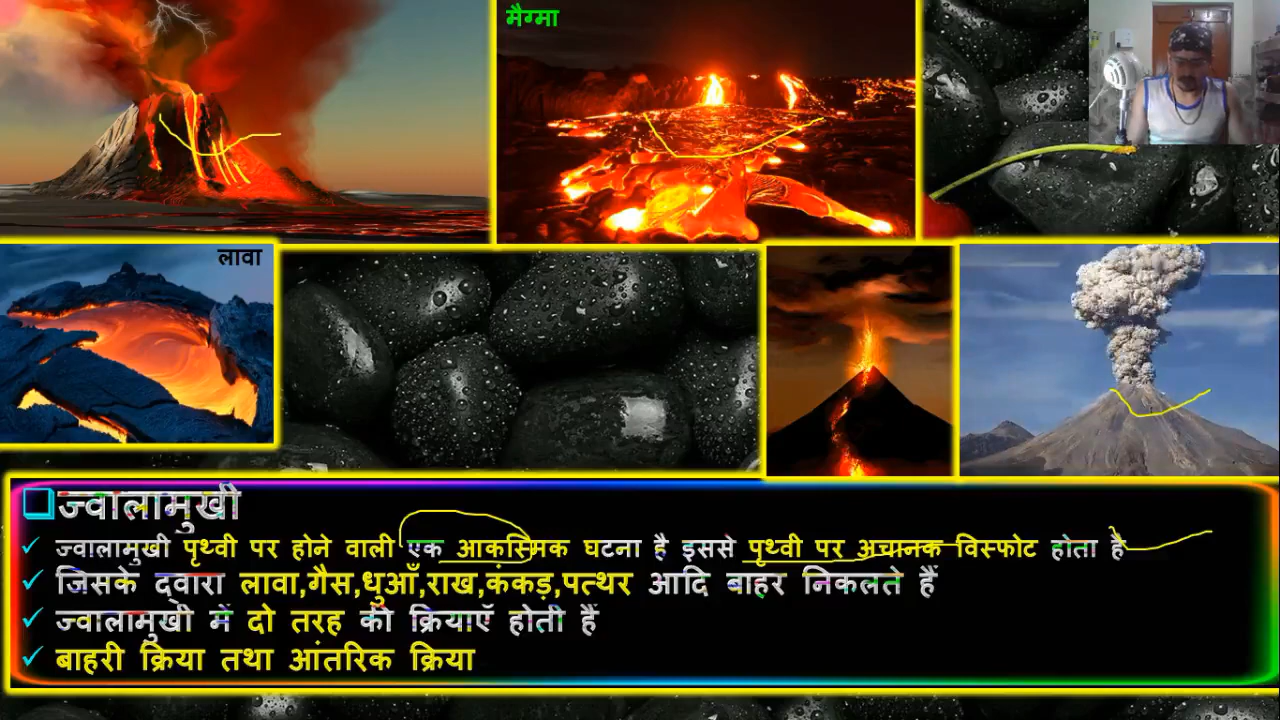 मैग्मा
लावा
ज्वालामुखी
ज्वालामुखी पृथ्वी पर होने वाली एक आकस्मिक घटना है इससे पृथ्वी पर अचानक विस्फोट होता है
जिसके द्वारा लावा,गैस,धुआँ,राख,कंकड़,पत्थर आदि बाहर निकलते हैं
ज्वालामुखी में दो तरह की क्रियाएँ होती हैं
बाहरी क्रिया तथा आंतरिक क्रिया